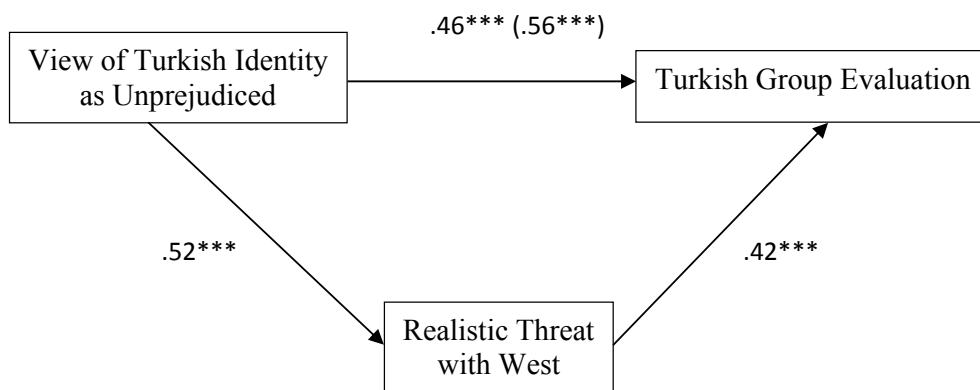 .46*** (.56***)
View of Turkish Identity
as Unprejudiced
Turkish Group Evaluation
.52***
.42***
Realistic Threat
with West